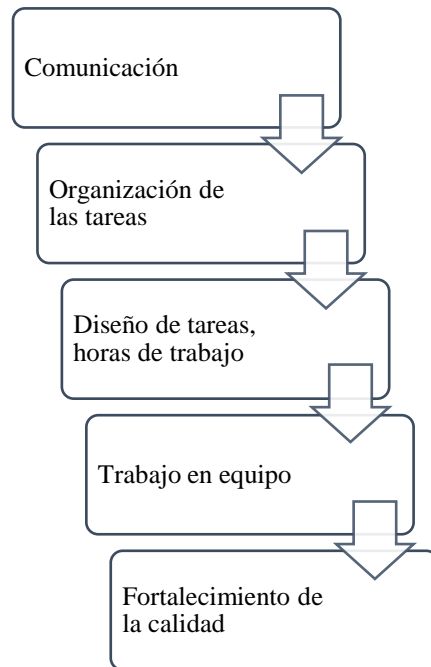 Comunicación
Organización de
las tareas
Diseño de tareas,
horas de trabajo
Trabajo en equipo
Fortalecimiento de
la calidad